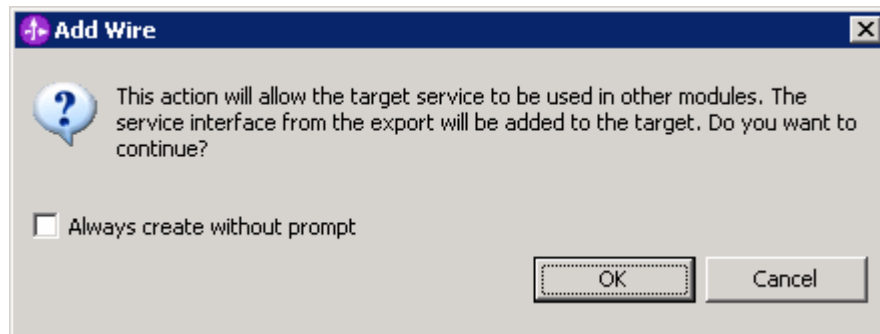 Add Wire
This action will allow the target service to be used in other modules. The
service interface from the export will be added to the target. Do you want to
continue?
Always create without prompt
OK
Cancel